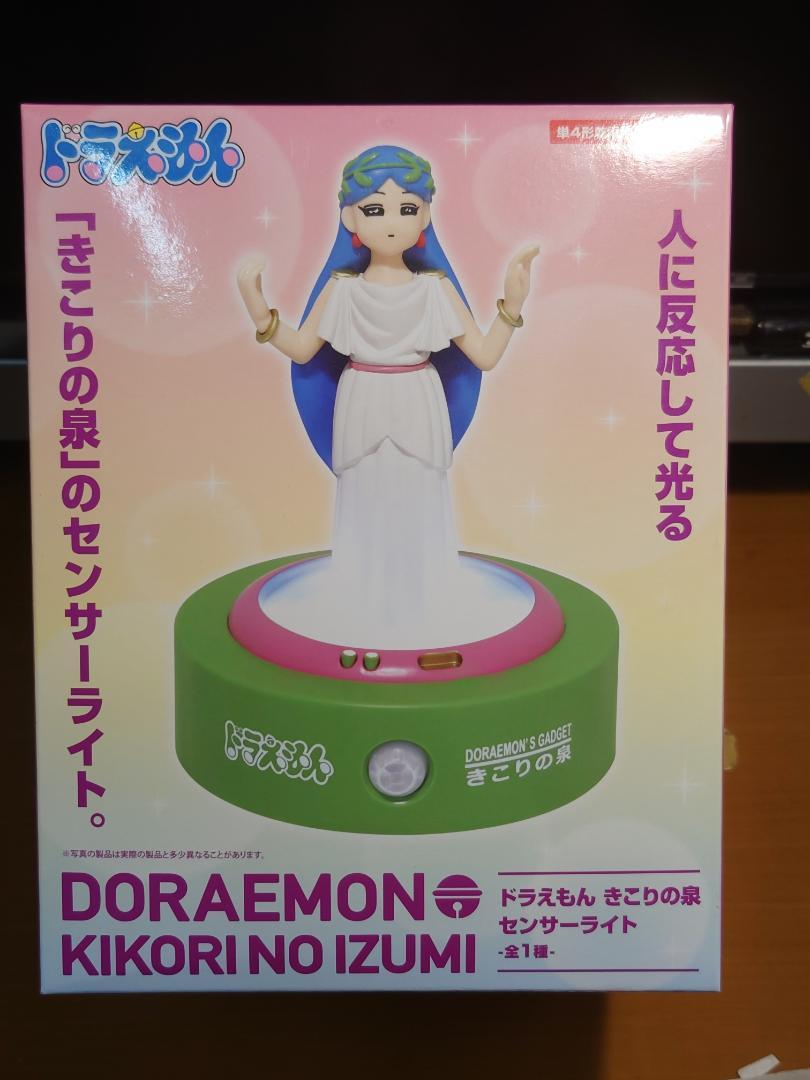 ドラえもん
単4形乾
「きこりの泉」のセンサーライト。
人に反応して光る
ドラえもん
DORAEMON'S GADGET
きこりの泉
※写真の製品は実際の製品と多少異なることがあります。
DORAEMON
KIKORI NO IZUMI
ドラえもん きこりの泉
センサーライト
-全1種-